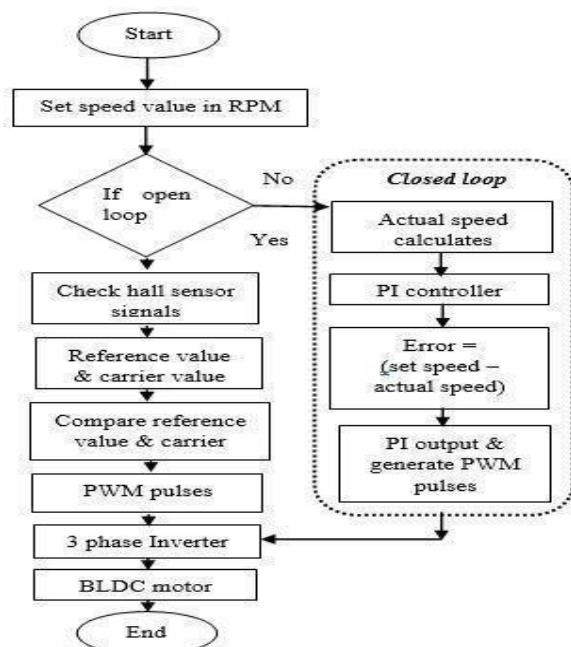 Start
Set speed value in RPM
If open
loop
No
Yes
Check hall sensor
signals
Reference value
& carrier value
Compare reference
value & carrier
PWM pulses
3 phase Inverter
BLDC motor
End
Closed loop
Actual speed
calculates
PI controller
Error =
(set speed –
actual speed)
PI output &
generate PWM
pulses